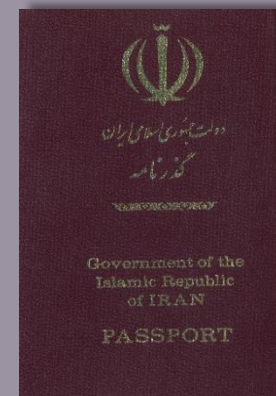 دولت جمهوری اسلامی ایران
گذرنامه
Government of the
Islamic Republic
of IRAN
PASSPORT